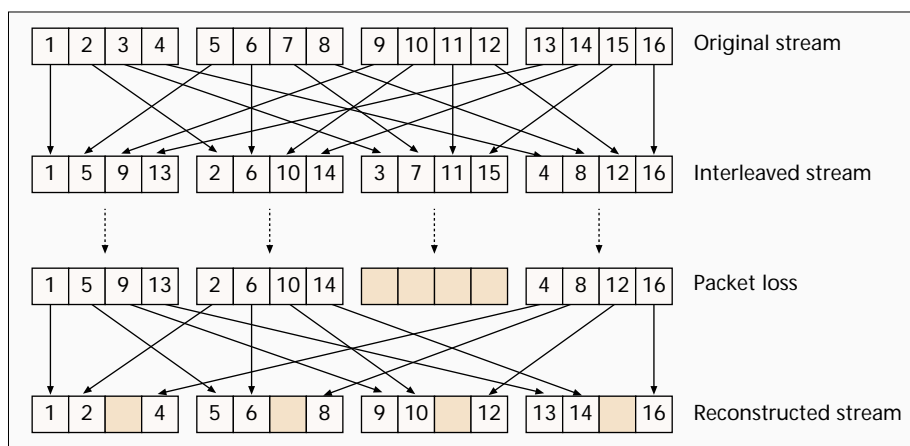 1 2 3 4 5 6 7 8 9 10 11 12 13 14 15 16 Original stream
1 5 9 13 2 6 10 14 3 7 11 15 4 8 12 16 Interleaved stream
1 5 9 13 2 6 10 14 4 8 12 16 Packet loss
1 2 4 5 6 8 9 10 12 13 14 16 Reconstructed stream